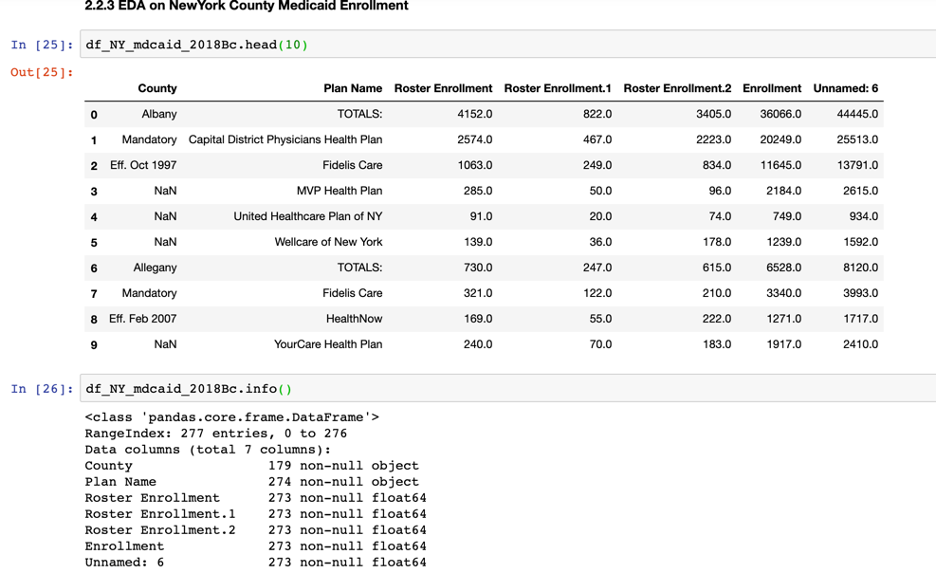 2.2.3 EDA on NewYork County Medicaid Enrollment
In [25]: df_NY_mdcaid_2018Bc.head(10)
Out[25]:
County Plan Name Roster Enrollment Roster Enrollment.1 Roster Enrollment.2 Enrollment Unnamed: 6
0 Albany TOTALS: 4152.0 822.0 3405.0 36066.0 44445.0
1 Mandatory Capital District Physicians Health Plan 2574.0 467.0 2223.0 20249.0 25513.0
2 Eff. Oct 1997 Fidelis Care 1063.0 249.0 834.0 11645.0 13791.0
3 NaN MVP Health Plan 285.0 50.0 96.0 2184.0 2615.0
4 NaN United Healthcare Plan of NY 91.0 20.0 74.0 749.0 934.0
5 NaN Wellcare of New York 139.0 36.0 178.0 1239.0 1592.0
6 Allegany TOTALS: 730.0 247.0 615.0 6528.0 8120.0
7 Mandatory Fidelis Care 321.0 122.0 210.0 3340.0 3993.0
8 Eff. Feb 2007 HealthNow 169.0 55.0 222.0 1271.0 1717.0
9 NaN YourCare Health Plan 240.0 70.0 183.0 1917.0 2410.0
In [26]: df_NY_mdcaid_2018Bc.info()
<class 'pandas.core.frame.DataFrame'>
RangeIndex: 277 entries, 0 to 276
Data columns (total 7 columns):
County 179 non-null object
Plan Name 274 non-null object
Roster Enrollment 273 non-null float64
Roster Enrollment.1 273 non-null float64
Roster Enrollment.2 273 non-null float64
Enrollment 273 non-null float64
Unnamed: 6 273 non-null float64